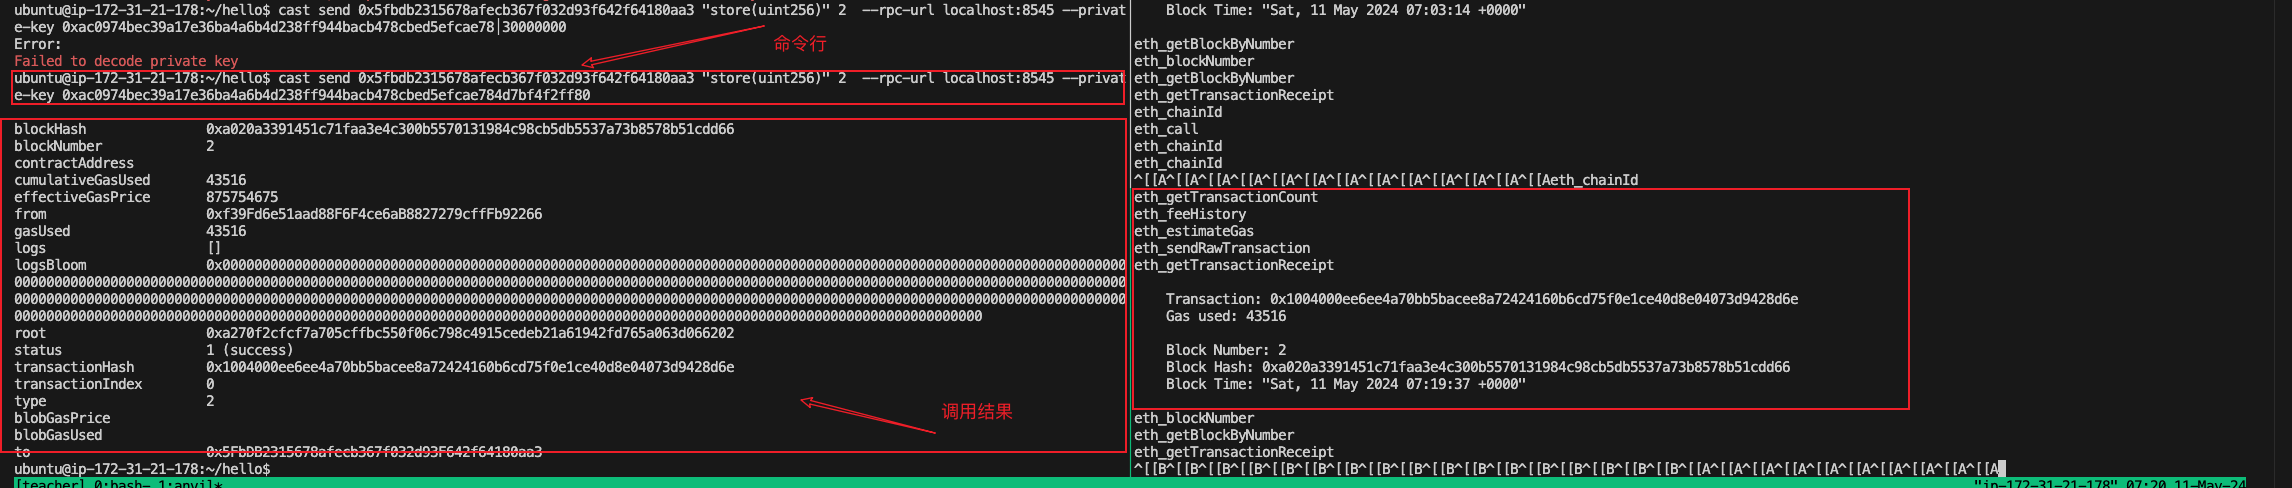 ubuntu@ip-172-31-21-178:~/hello$ cast send 0x5fbdb2315678afecb367f032d93f642f64180aa3 "store(uint256)" 2  --rpc-url localhost:8545 --privat
e-key 0xac0974bec39a17e36ba4a6b4d238ff944bacb478cbed5efcae78|30000000
Error:
Failed to decode private key
命令行
ubuntu@ip-172-31-21-178:~/hello$ cast send 0x5fbdb2315678afecb367f032d93f642f64180aa3 "store(uint256)" 2  --rpc-url localhost:8545 --privat
e-key 0xac0974bec39a17e36ba4a6b4d238ff944bacb478cbed5efcae784d7bf4f2ff80
blockHash 0xa020a3391451c71faa3e4c300b5570131984c98cb5db5537a73b8578b51cdd66
blockNumber 2
contractAddress
cumulativeGasUsed 43516
effectiveGasPrice 875754675
from 0xf39Fd6e51aad88F6F4ce6aB8827279cffFb92266
gasUsed 43516
logs []
logsBloom
root 0xa270f2cfcf7a705cffbc550f06c798c4915cedeb21a61942fd765a063d066202
status 1 (success)
transactionHash 0x1004000ee6ee4a70bb5bacee8a72424160b6cd75f0e1ce40d8e04073d9428d6e
transactionIndex 0
type 2
blobGasPrice
blobGasUsed
调用结果
to 0x5FbDB2315678afecb367f032d93F642f64180aa3
ubuntu@ip-172-31-21-178:~/hello$
Block Time: "Sat, 11 May 2024 07:03:14 +0000"
eth_getBlockByNumber
eth_blockNumber
eth_getBlockByNumber
eth_getTransactionReceipt
eth_chainId
eth_call
eth_chainId
eth_chainId
^[[A^[[A^[[A^[[A^[[A^[[A^[[A^[[A^[[A^[[A^[[A^[[A^[[Aeth_chainId
eth_getTransactionCount
eth_feeHistory
eth_estimateGas
eth_sendRawTransaction
eth_getTransactionReceipt
Transaction: 0x1004000ee6ee4a70bb5bacee8a72424160b6cd75f0e1ce40d8e04073d9428d6e
Gas used: 43516
Block Number: 2
Block Hash: 0xa020a3391451c71faa3e4c300b5570131984c98cb5db5537a73b8578b51cdd66
Block Time: "Sat, 11 May 2024 07:19:37 +0000"
eth_blockNumber
eth_getBlockByNumber
eth_getTransactionReceipt
^[[B^[[B^[[B^[[B^[[B^[[B^[[B^[[B^[[B^[[B^[[B^[[B^[[B^[[B^[[B^[[B^[[B^[[A^[[A^[[A^[[A^[[A^[[A^[[A^[[A^[[A
[teacher] 0:bash- 1:anvil* "ip-172-31-21-178" 07:20 11-May-24